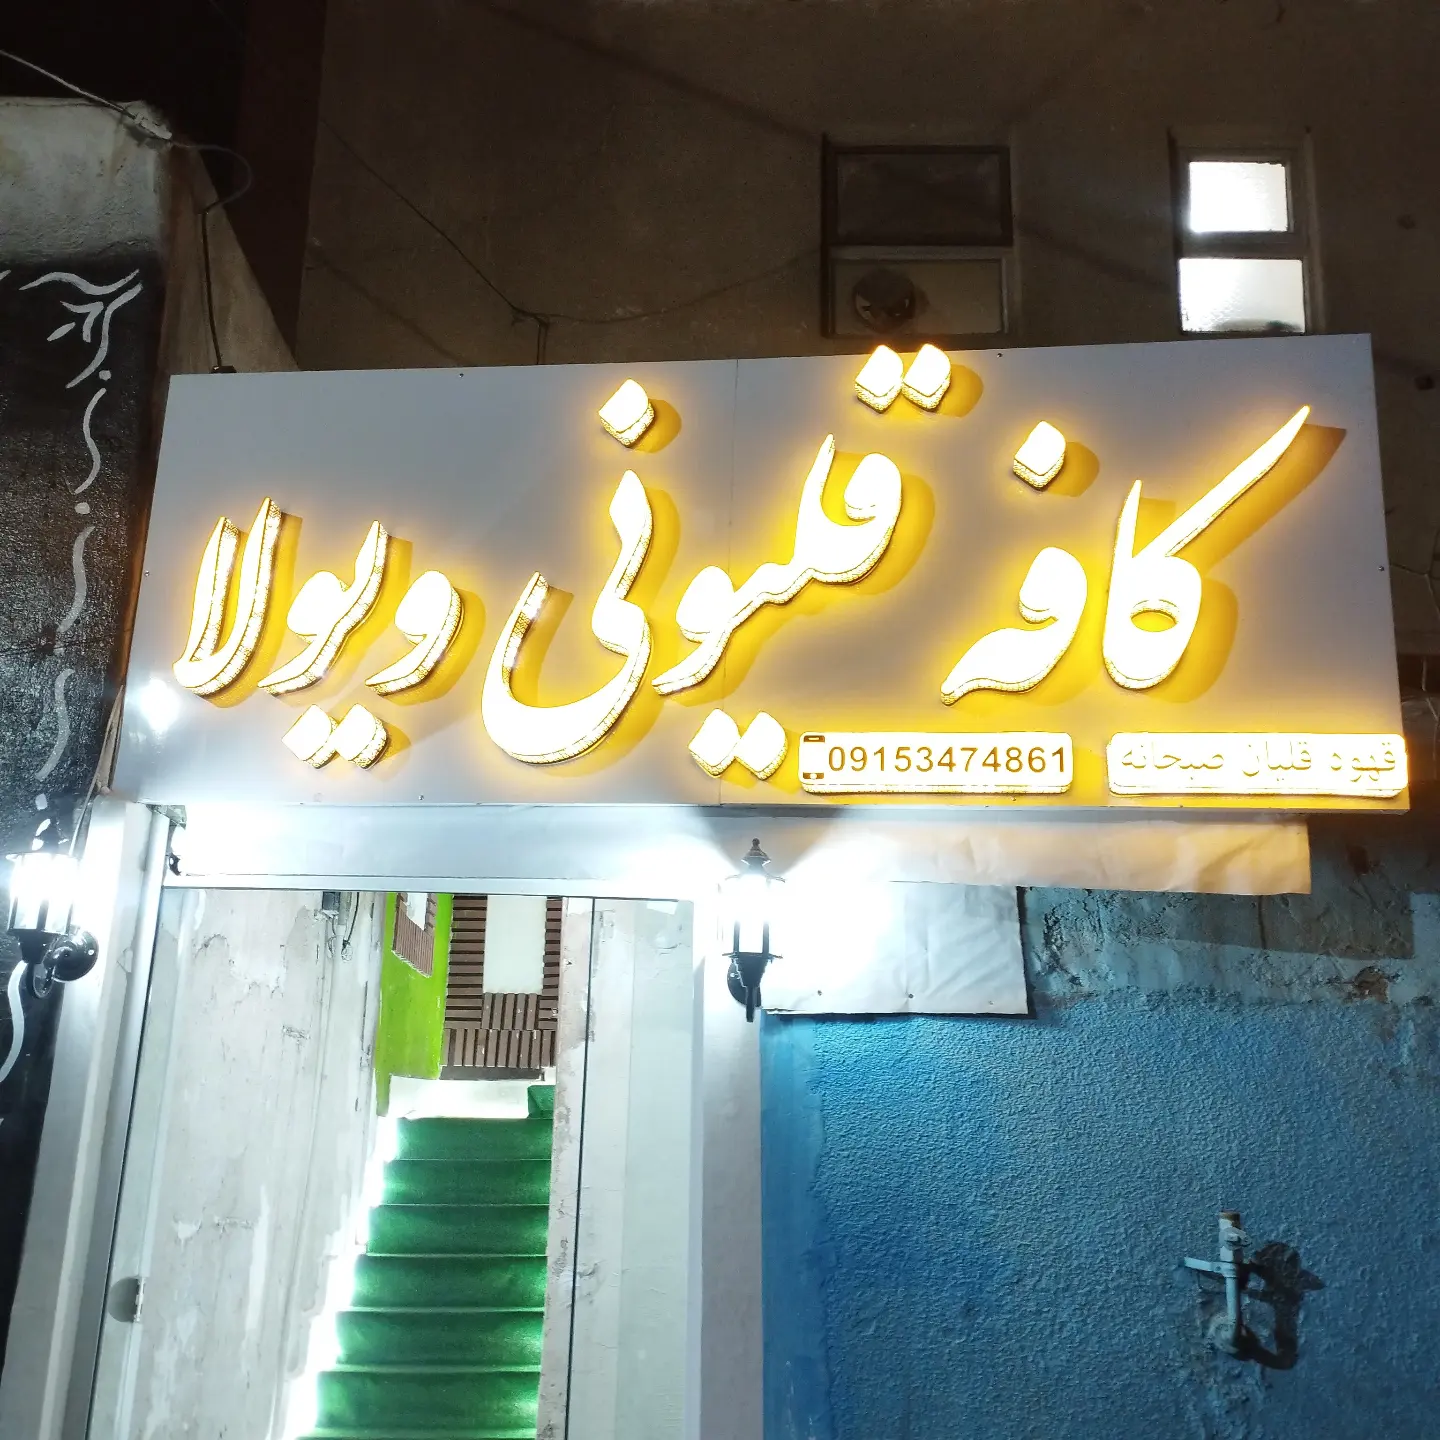 کافه قلیونی ویولا
قهوه قلیان صبحانه
09153474861